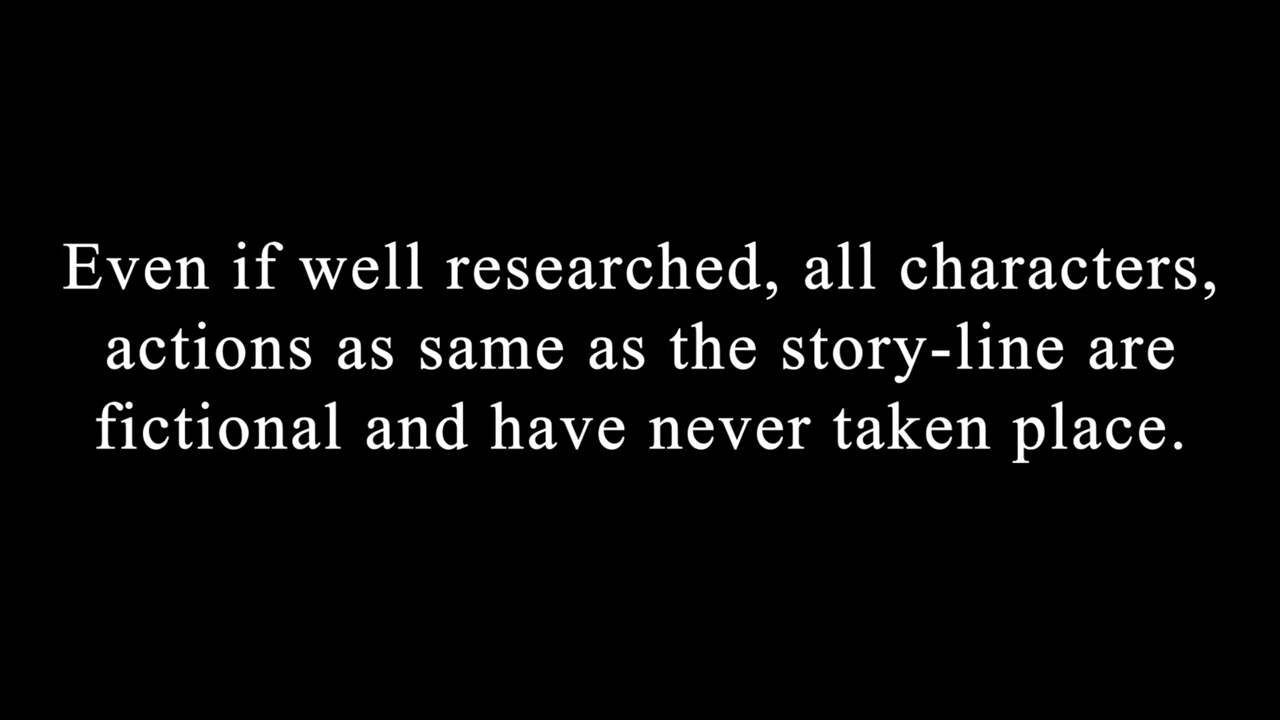 Even if well researched, all characters,
actions as same as the story-line are
fictional and have never taken place.